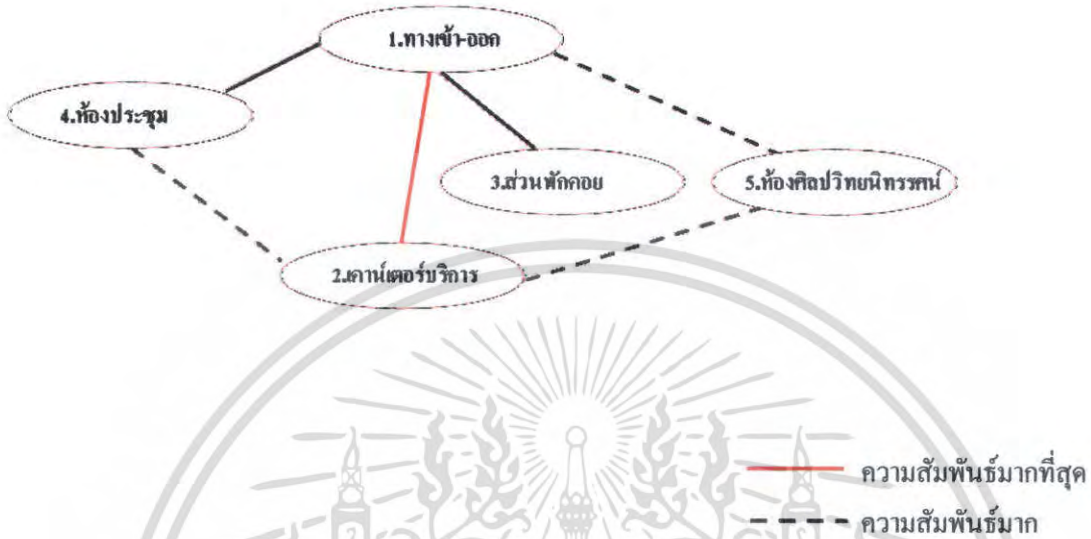 1.ทางเข้า-ออก
4.ห้องประชุม
3.ส่วนพักคอย
5.ห้องศิลปวิทยนิทรรศน์
2.เคาน์เตอร์บริการ
ความสัมพันธ์มากที่สุด
ความสัมพันธ์มาก